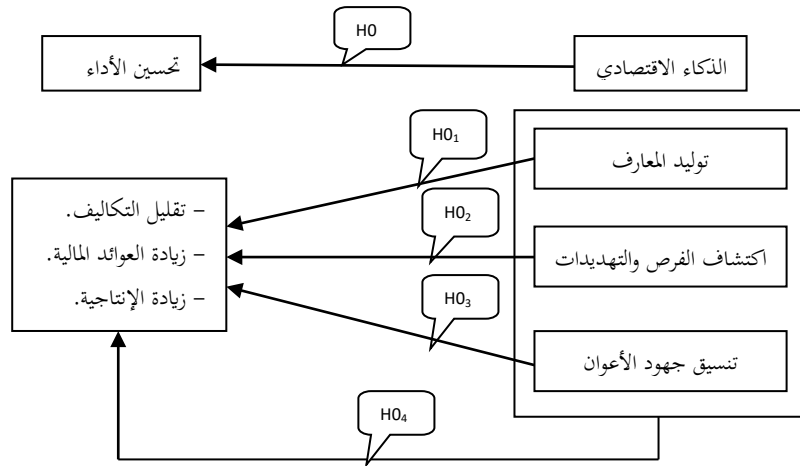 H0
الذكاء الاقتصادي
تحسين الأداء
H0₁
توليد المعارف
– تقليل التكاليف.
H0₂
اكتشاف الفرص والتهديدات
– زيادة العوائد المالية.
H0₃
– زيادة الإنتاجية.
تنسيق جهود الأعوان
H0₄